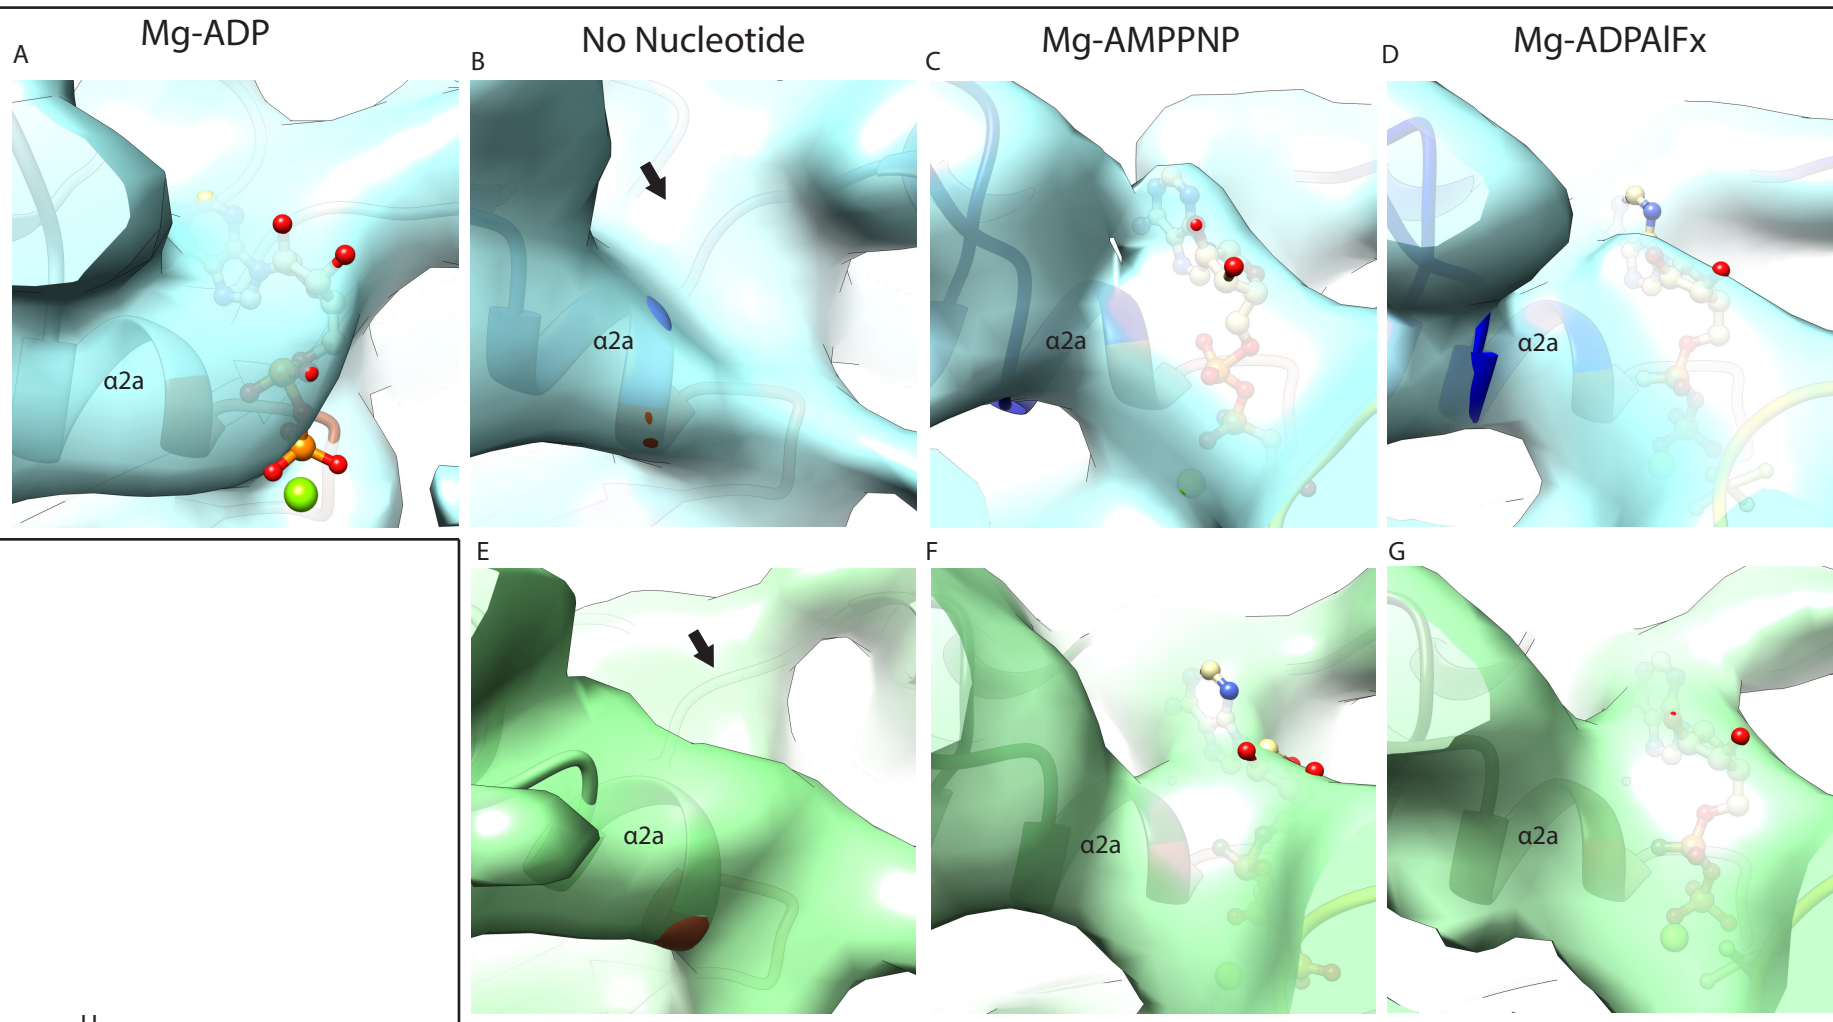 Mg-ADP
No Nucleotide
Mg-AMPPNP
Mg-ADPAlFx
A
B
C
D
α2a
α2a
α2a
α2a
E
F
G
α2a
α2a
α2a